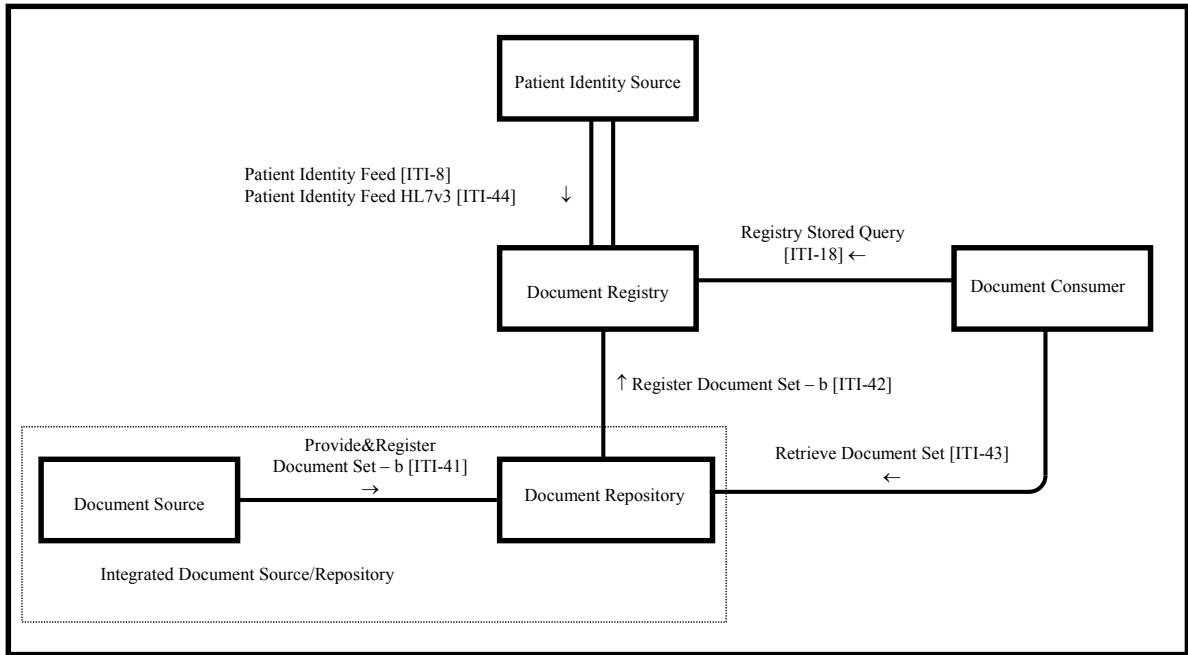 Patient Identity Source
Patient Identity Feed [ITI-8]
Patient Identity Feed HL7v3 [ITI-44] ↓
Registry Stored Query
[ITI-18] ←
Document Registry
Document Consumer
↑ Register Document Set – b [ITI-42]
Provide&Register
Document Set – b [ITI-41]
→
Retrieve Document Set [ITI-43]
←
Document Source
Document Repository
Integrated Document Source/Repository